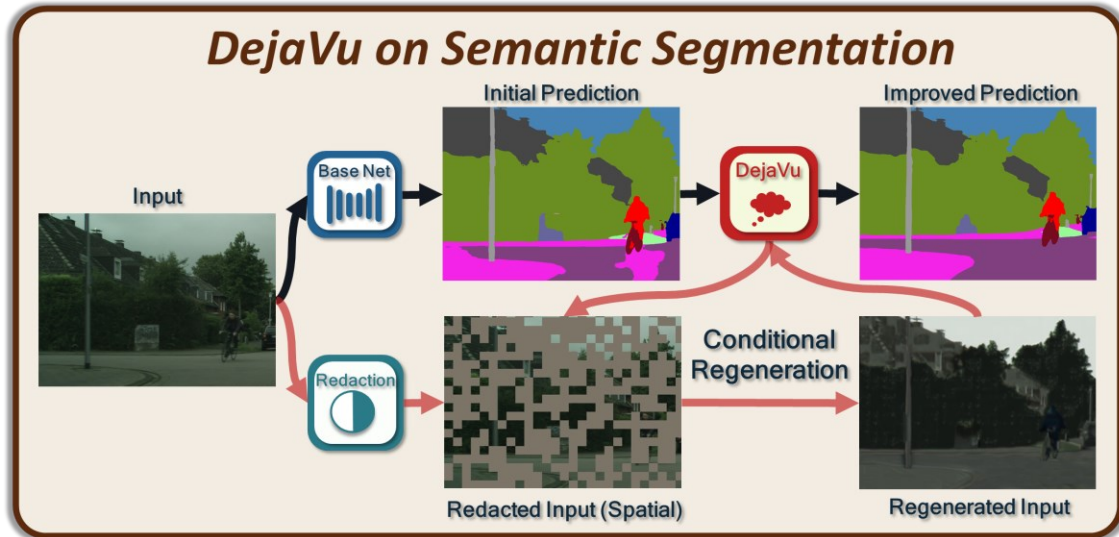 DejaVu on Semantic Segmentation
Initial Prediction
Improved Prediction
Base Net
DejaVu
Input
Redaction
Conditional
Regeneration
Redacted Input (Spatial)
Regenerated Input